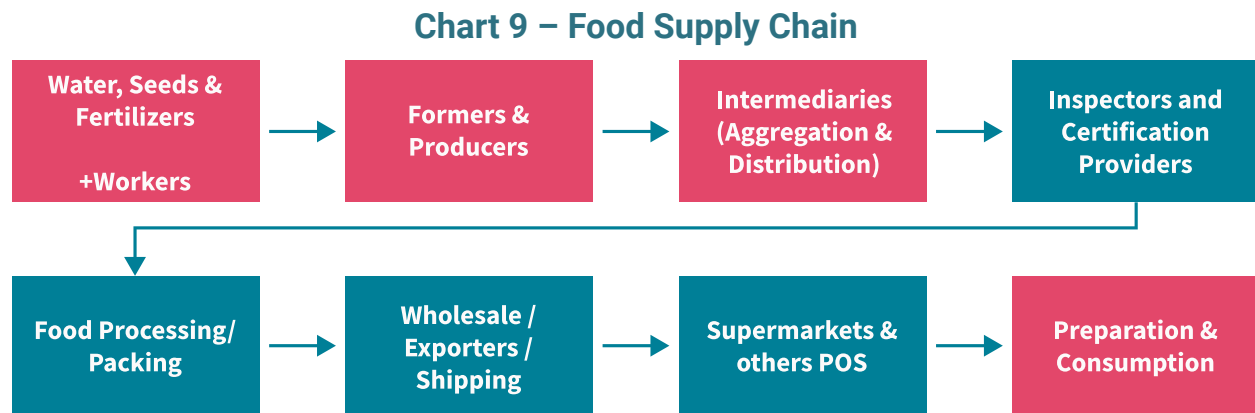 Chart 9 – Food Supply Chain
Water, Seeds &
Fertilizers
+Workers
Formers &
Producers
Intermediaries
(Aggregation &
Distribution)
Inspectors and
Certification
Providers
Food Processing/
Packing
Wholesale /
Exporters /
Shipping
Supermarkets &
others POS
Preparation &
Consumption